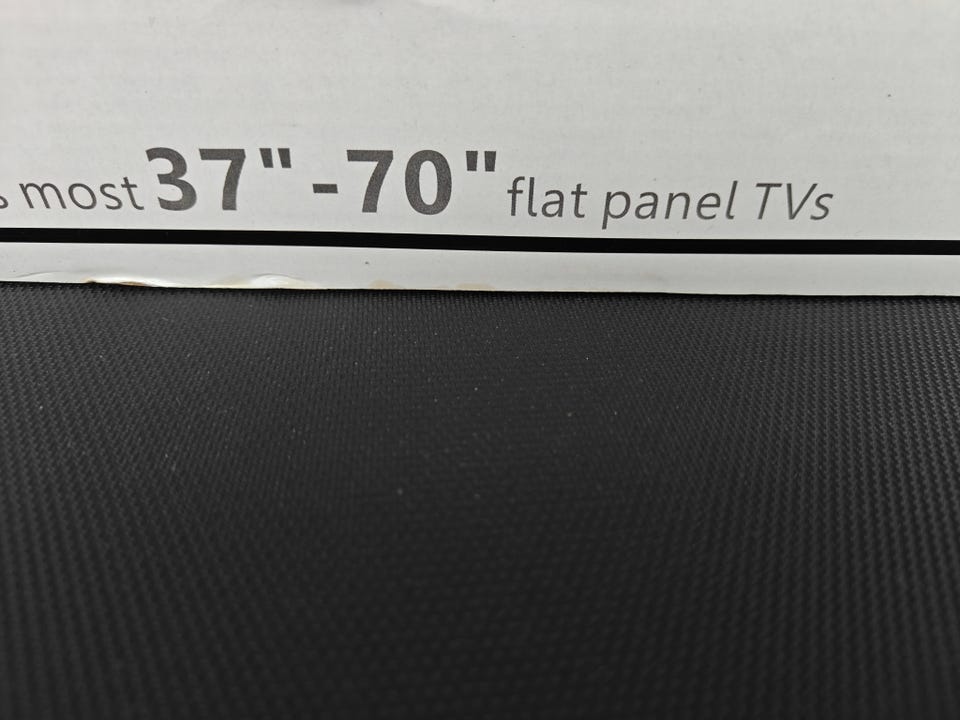 most 37"-70" flat panel TVs